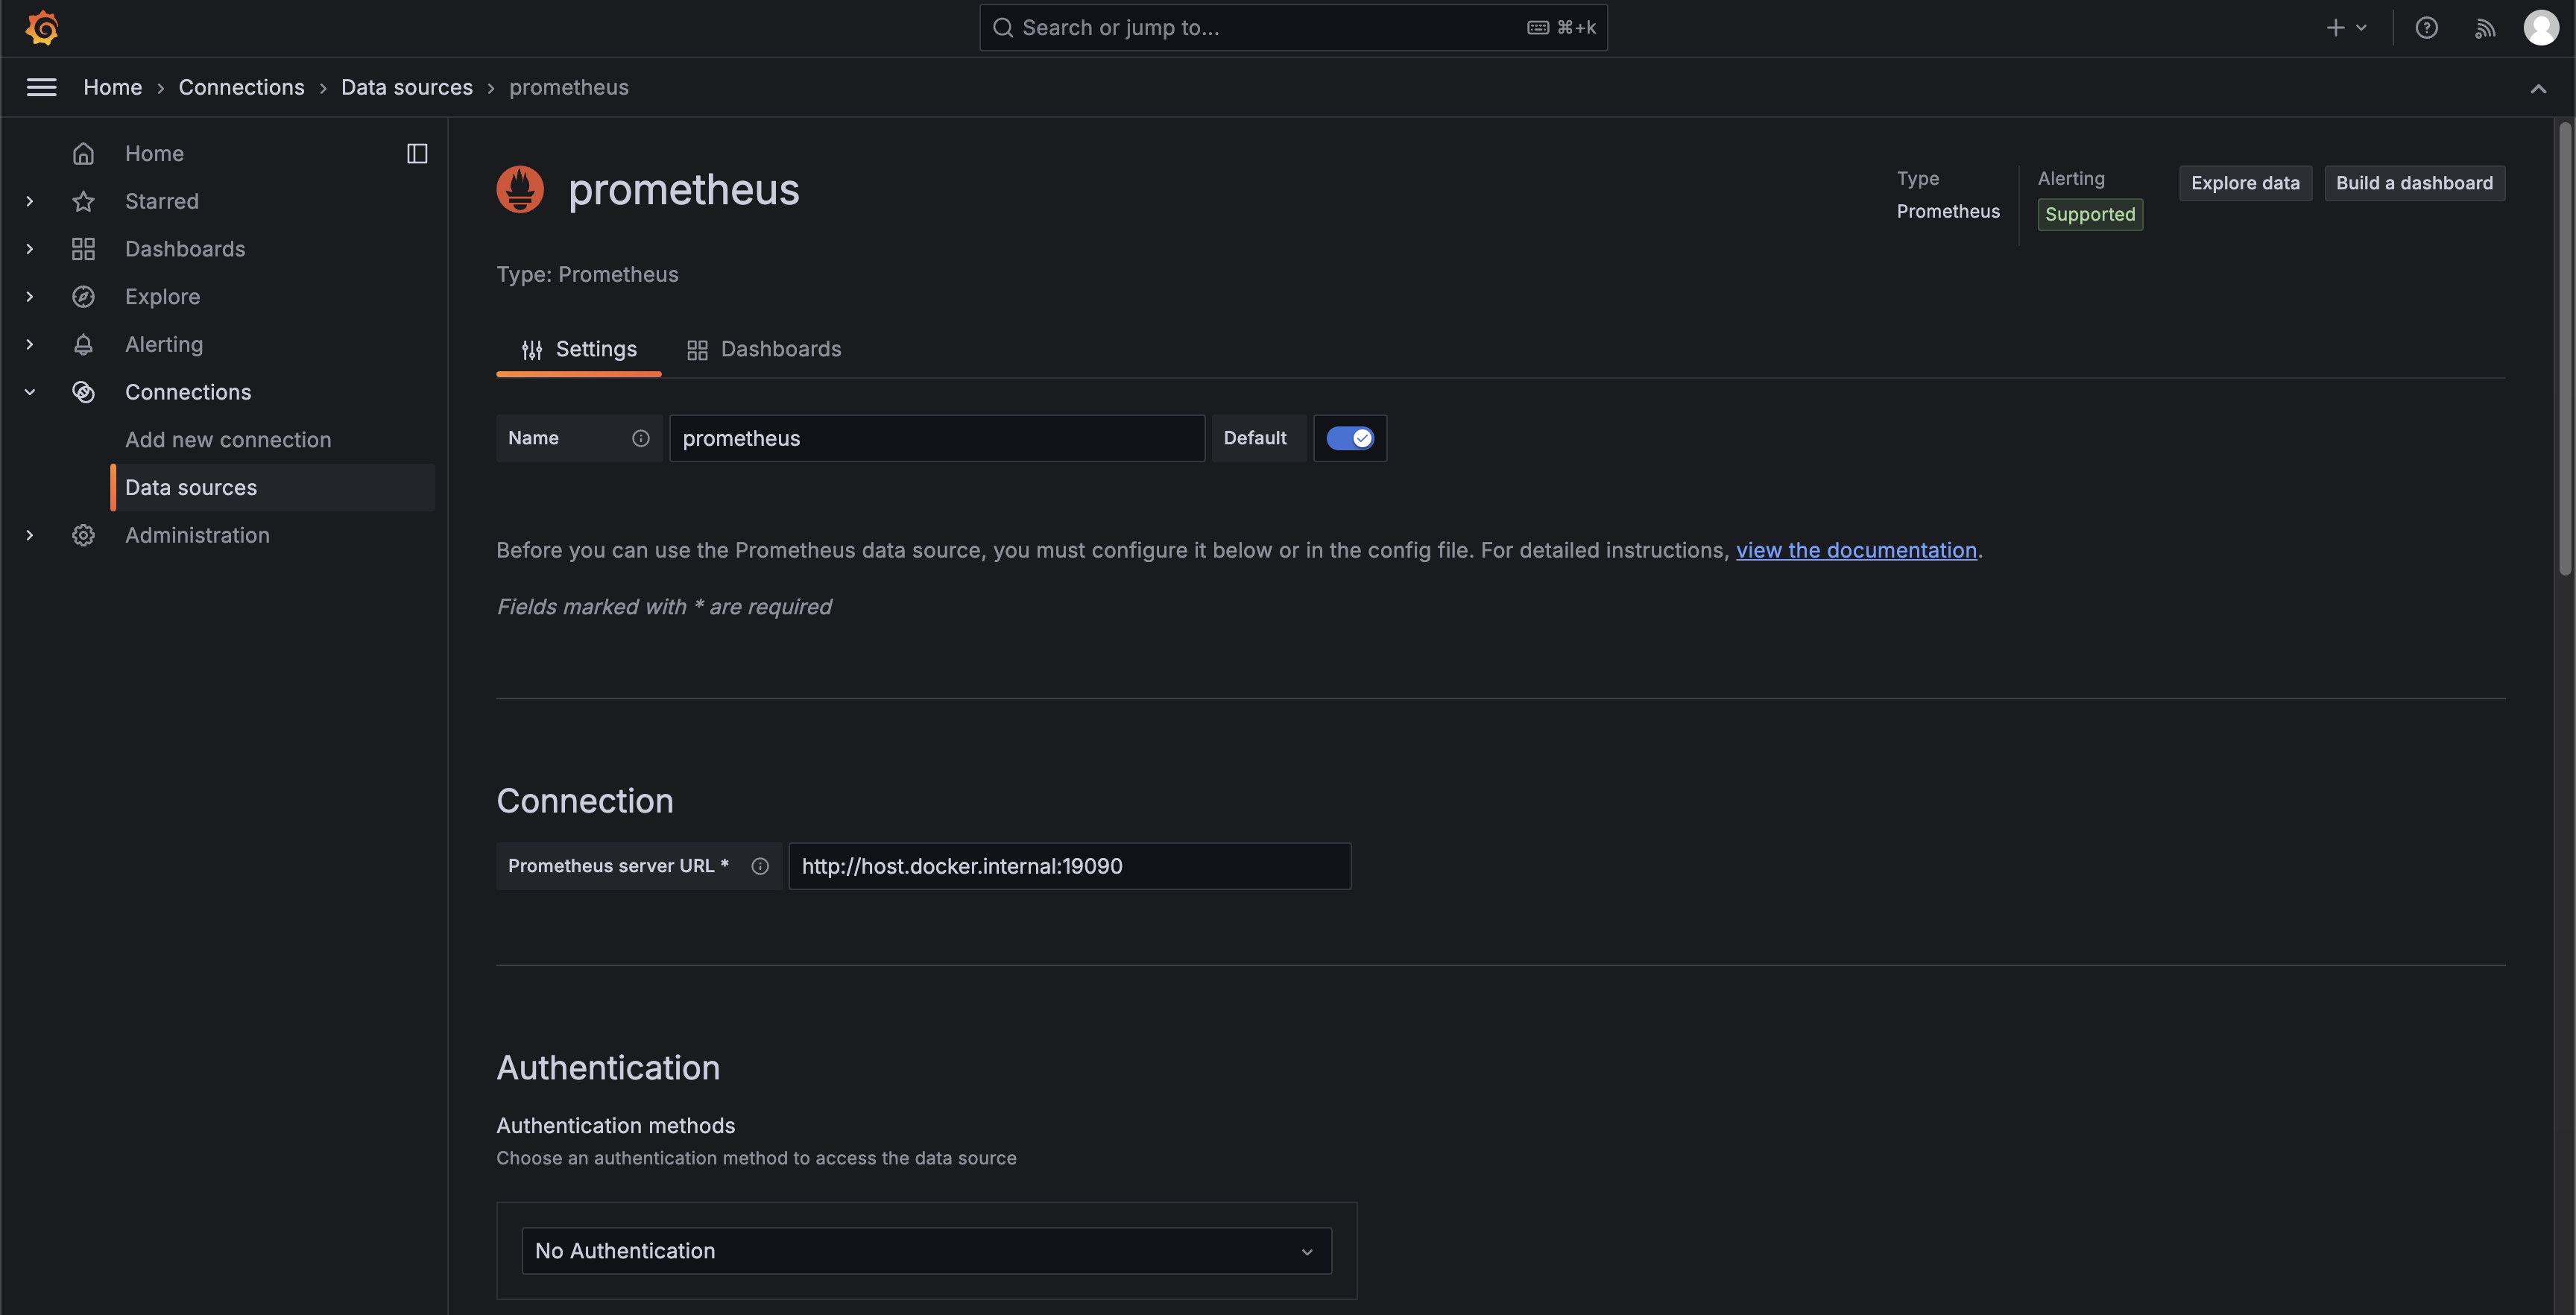 Search or jump to...
⌘+k
Home › Connections › Data sources › prometheus
Home
Starred
Dashboards
Explore
Alerting
Connections
Add new connection
Data sources
Administration
prometheus
Type
Prometheus
Alerting
Supported
Explore data
Build a dashboard
Type: Prometheus
Settings
Dashboards
Name
prometheus
Default
Before you can use the Prometheus data source, you must configure it below or in the config file. For detailed instructions, view the documentation.
Fields marked with * are required
Connection
Prometheus server URL *
http://host.docker.internal:19090
Authentication
Authentication methods
Choose an authentication method to access the data source
No Authentication